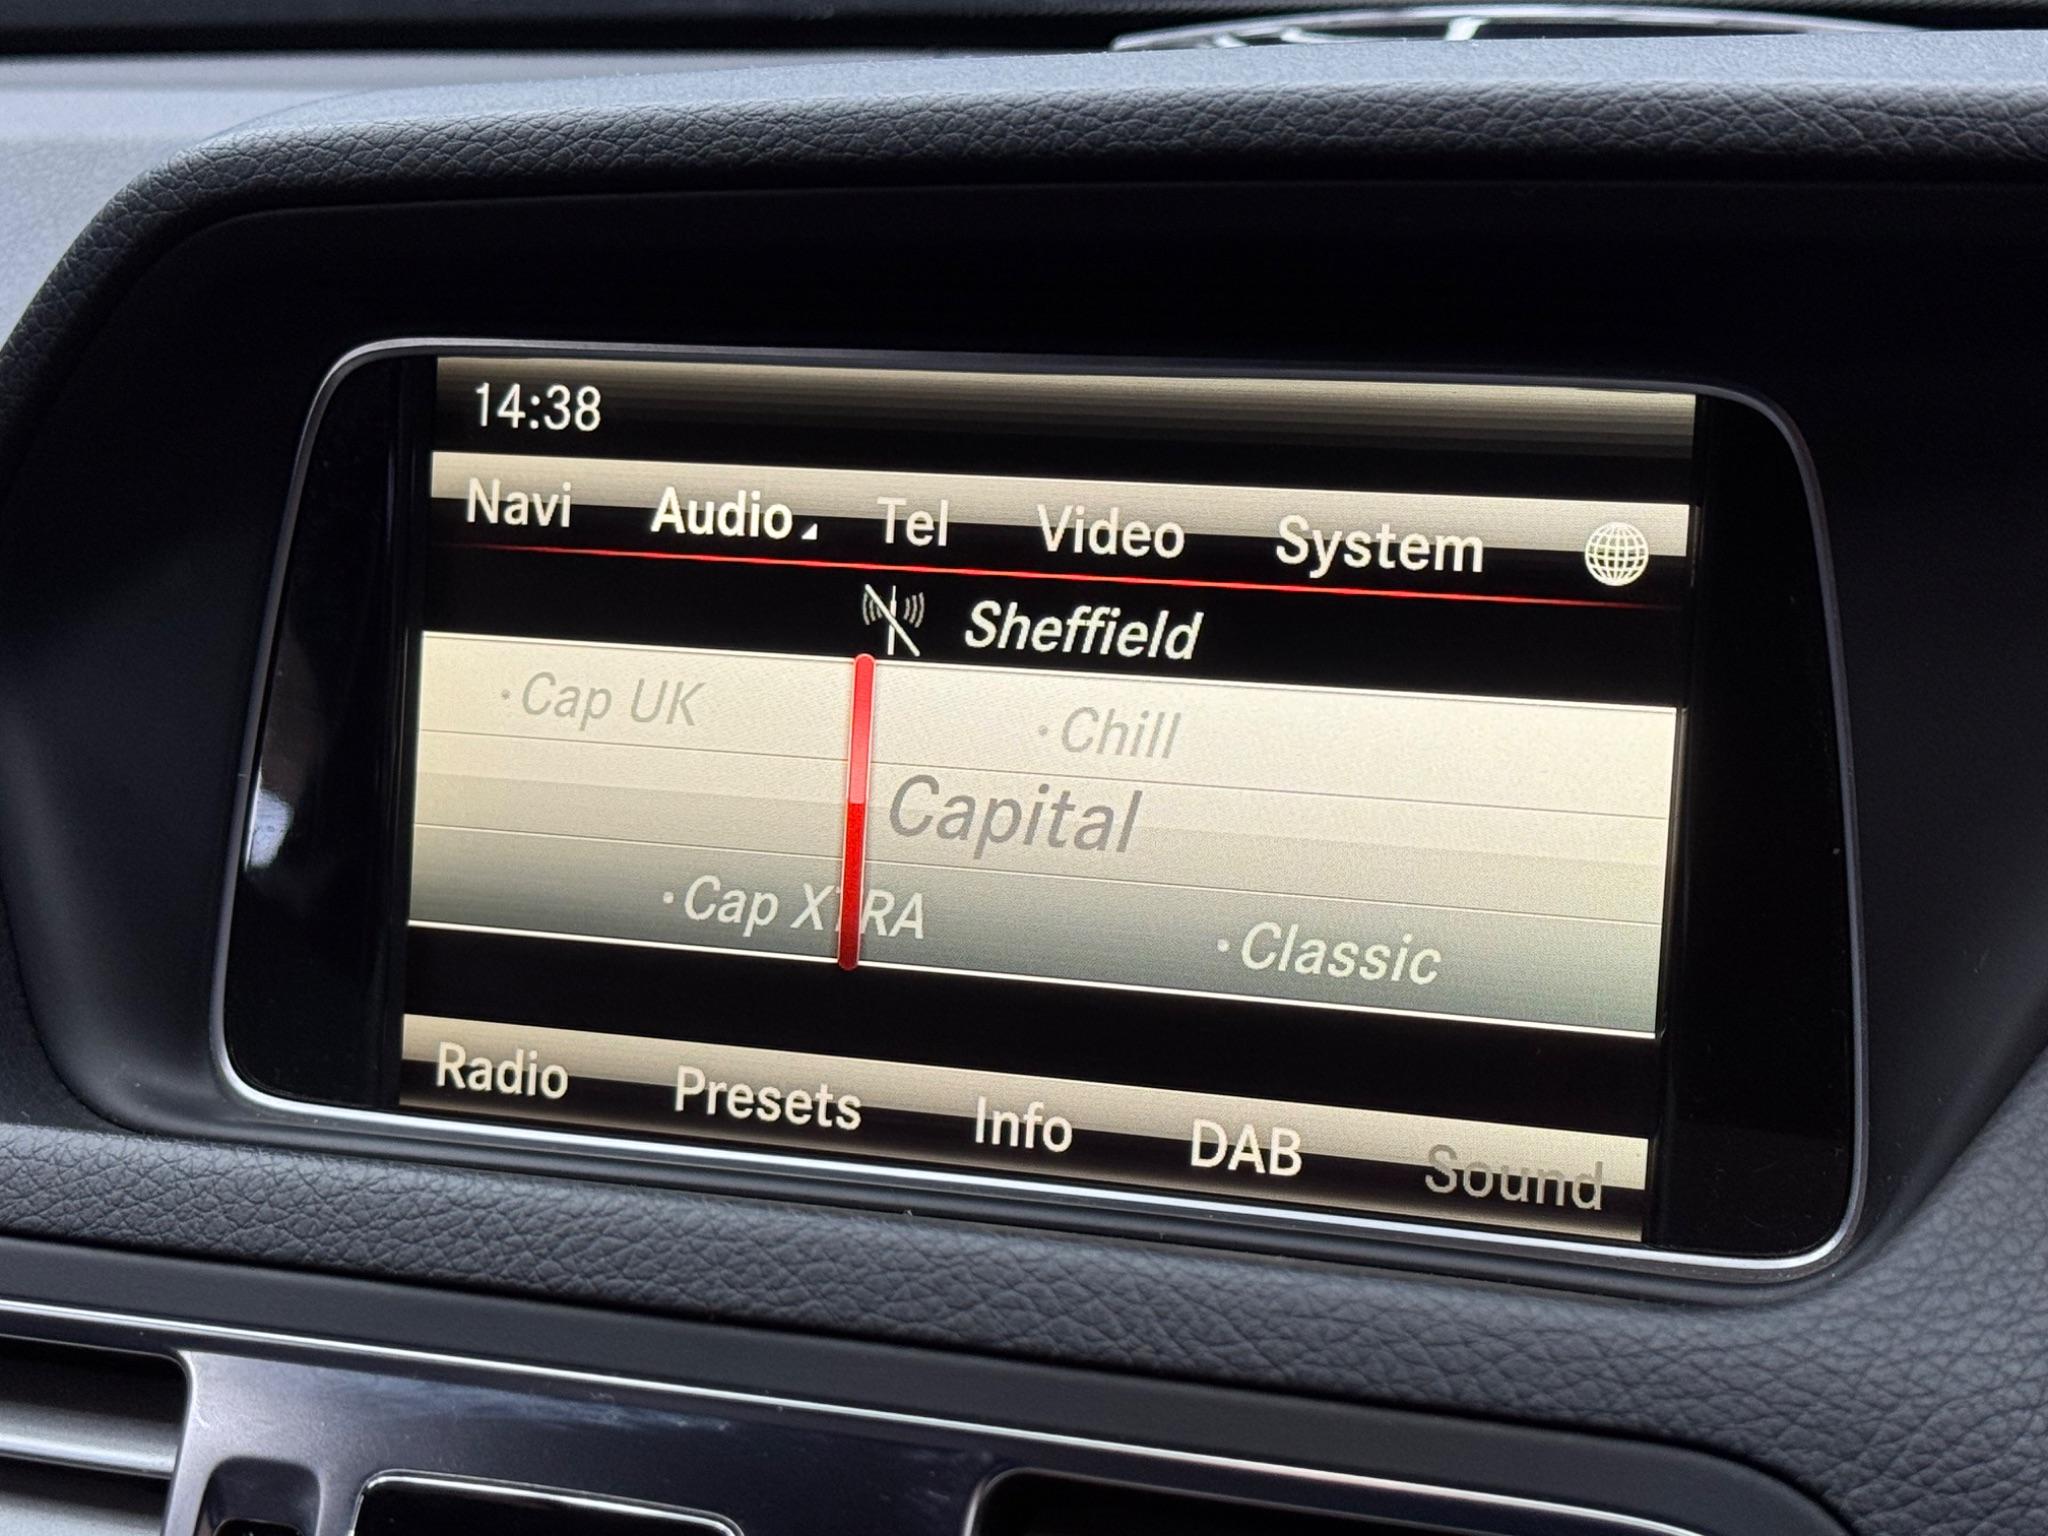 14:38
Navi Audio Tel Video System
Sheffield
Cap UK Chill
Capital
Cap XTRA Classic
Radio Presets Info DAB Sound